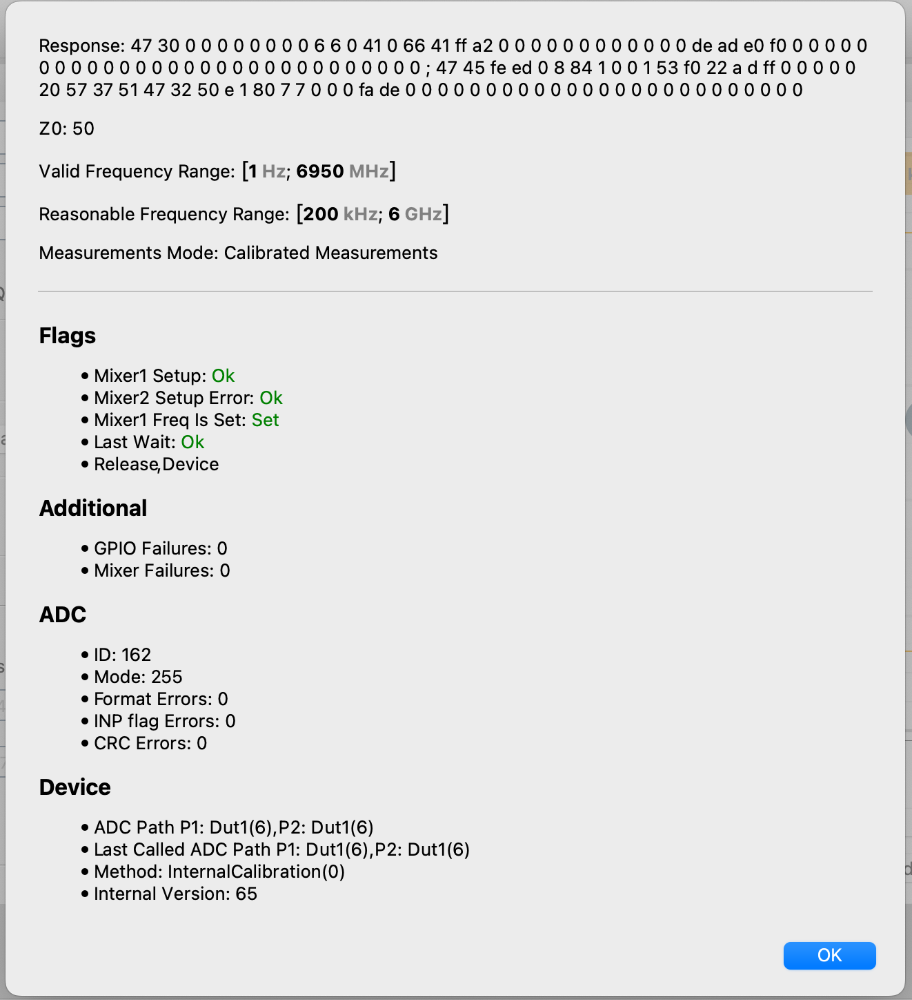 Response: 47 30 0 0 0 0 0 0 0 0 6 6 0 41 0 66 41 ff a2 0 0 0 0 0 0 0 0 0 0 0 0 de ad e0 f0 0 0 0 0 0
0 0 0 0 0 0 0 0 0 0 0 0 0 0 0 0 0 0 0 0 0 0 0 0 ; 47 45 fe ed 0 8 84 1 0 0 1 53 f0 22 a d ff 0 0 0 0 0
20 57 37 51 47 32 50 e 1 80 7 7 0 0 0 fa de 0 0 0 0 0 0 0 0 0 0 0 0 0 0 0 0 0 0 0 0 0 0 0 0 0
Z0: 50
Valid Frequency Range: [1 Hz; 6950 MHz]
Reasonable Frequency Range: [200 kHz; 6 GHz]
Measurements Mode: Calibrated Measurements
Flags
• Mixer1 Setup: Ok
• Mixer2 Setup Error: Ok
• Mixer1 Freq Is Set: Set
• Last Wait: Ok
• Release,Device
Additional
• GPIO Failures: 0
• Mixer Failures: 0
ADC
• ID: 162
• Mode: 255
• Format Errors: 0
• INP flag Errors: 0
• CRC Errors: 0
Device
• ADC Path P1: Dut1(6),P2: Dut1(6)
• Last Called ADC Path P1: Dut1(6),P2: Dut1(6)
• Method: InternalCalibration(0)
• Internal Version: 65
OK